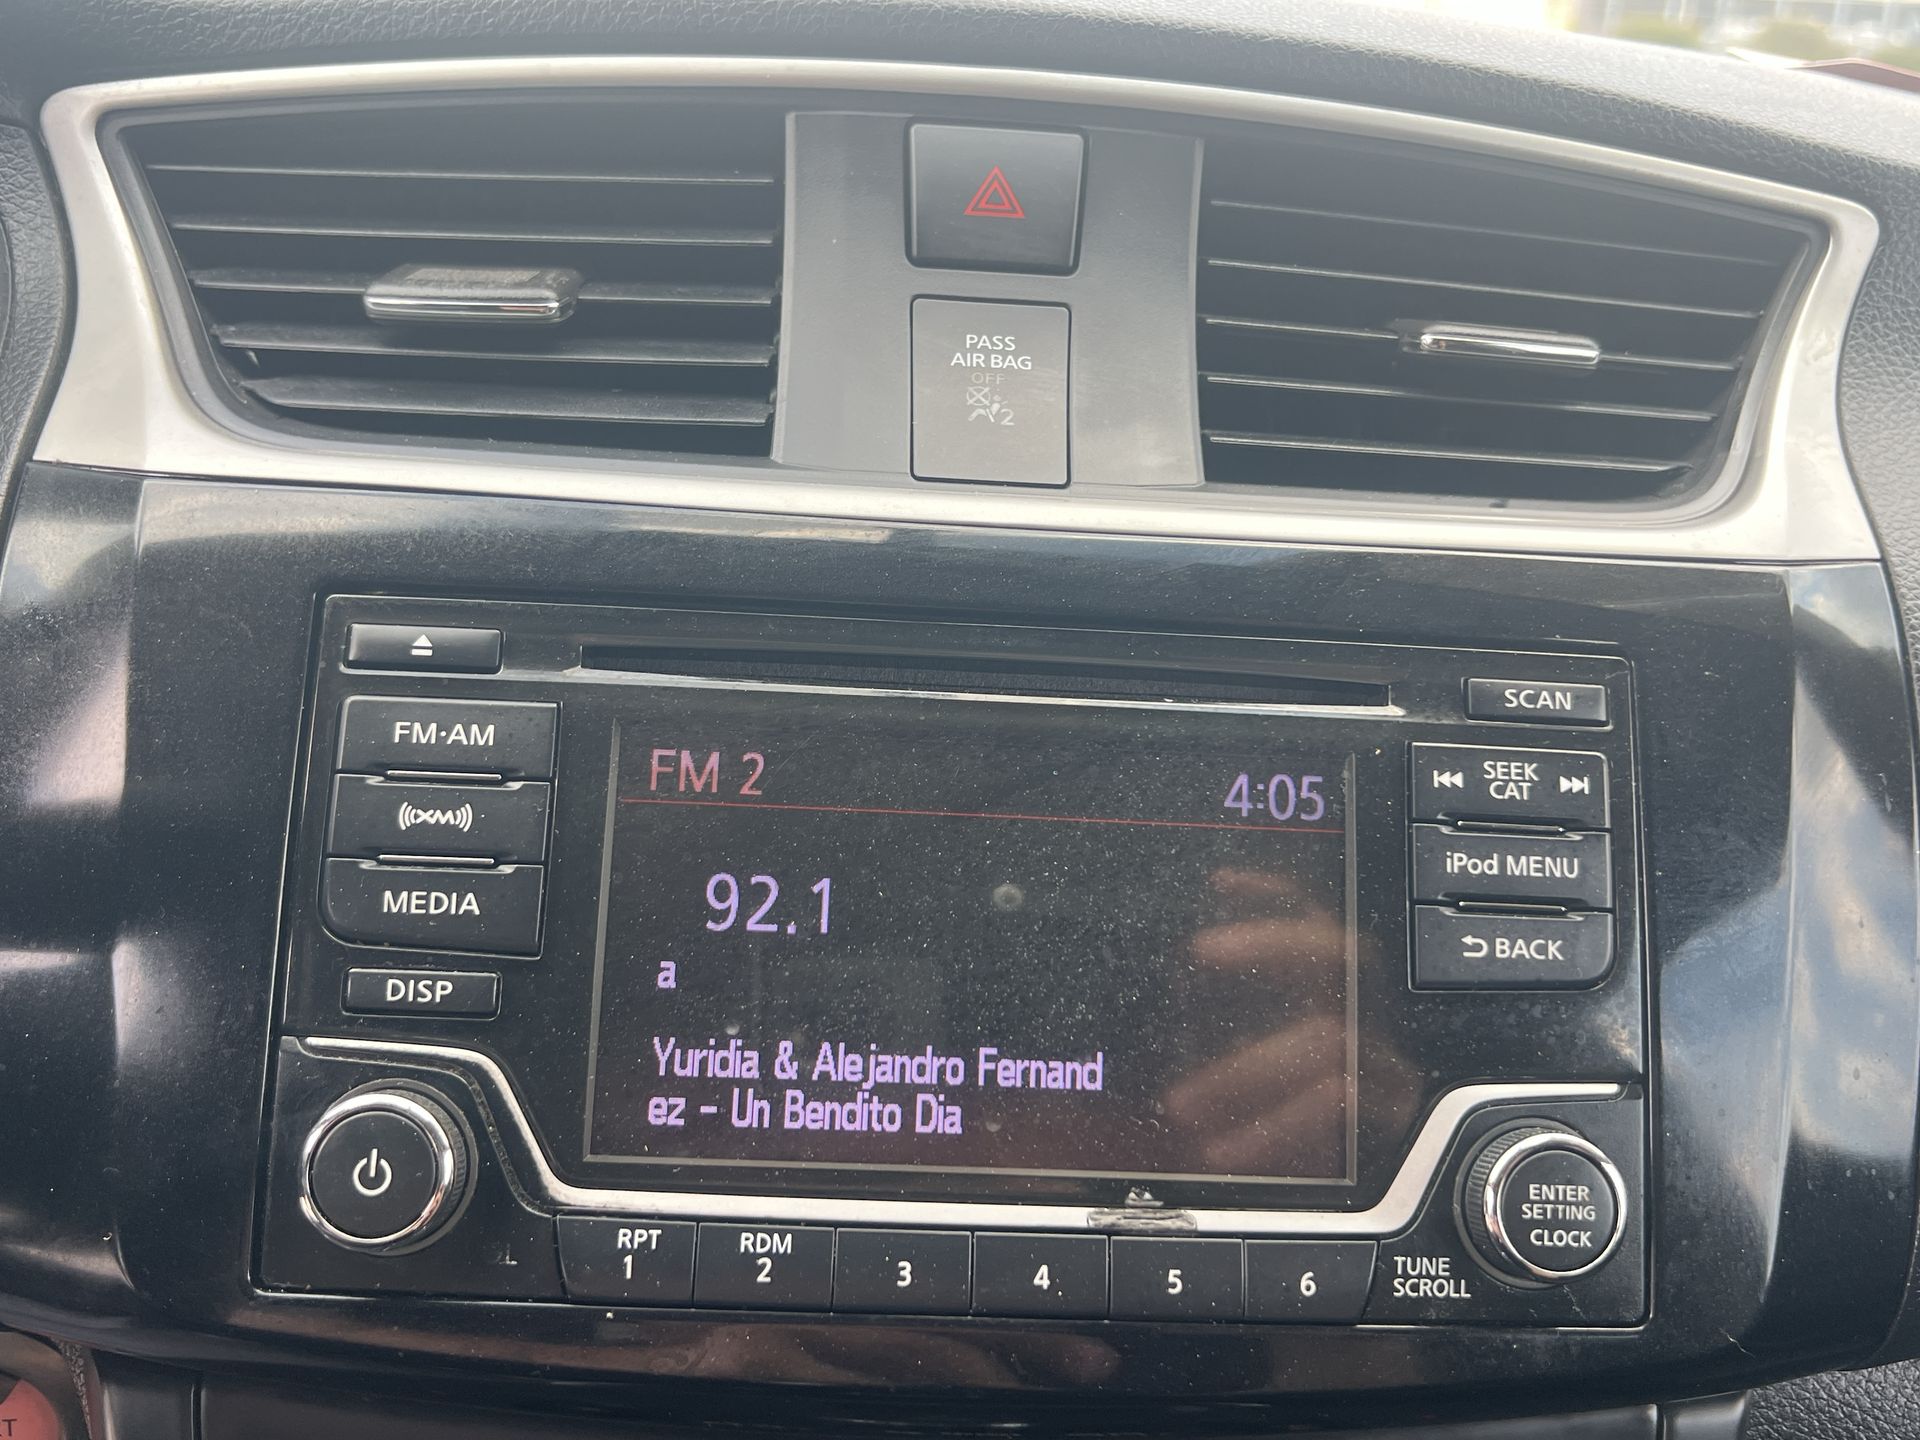 PASS
AIR BAG
OFF
2
SCAN
FM·AM
XM
MEDIA
DISP
FM 2
4:05
92.1
a
Yuridia & Alejandro Fernand
ez - Un Bendito Dia
SEEK
CAT
iPod MENU
BACK
RPT
1
RDM
2
3
4
5
6
TUNE
SCROLL
ENTER
SETTING
CLOCK